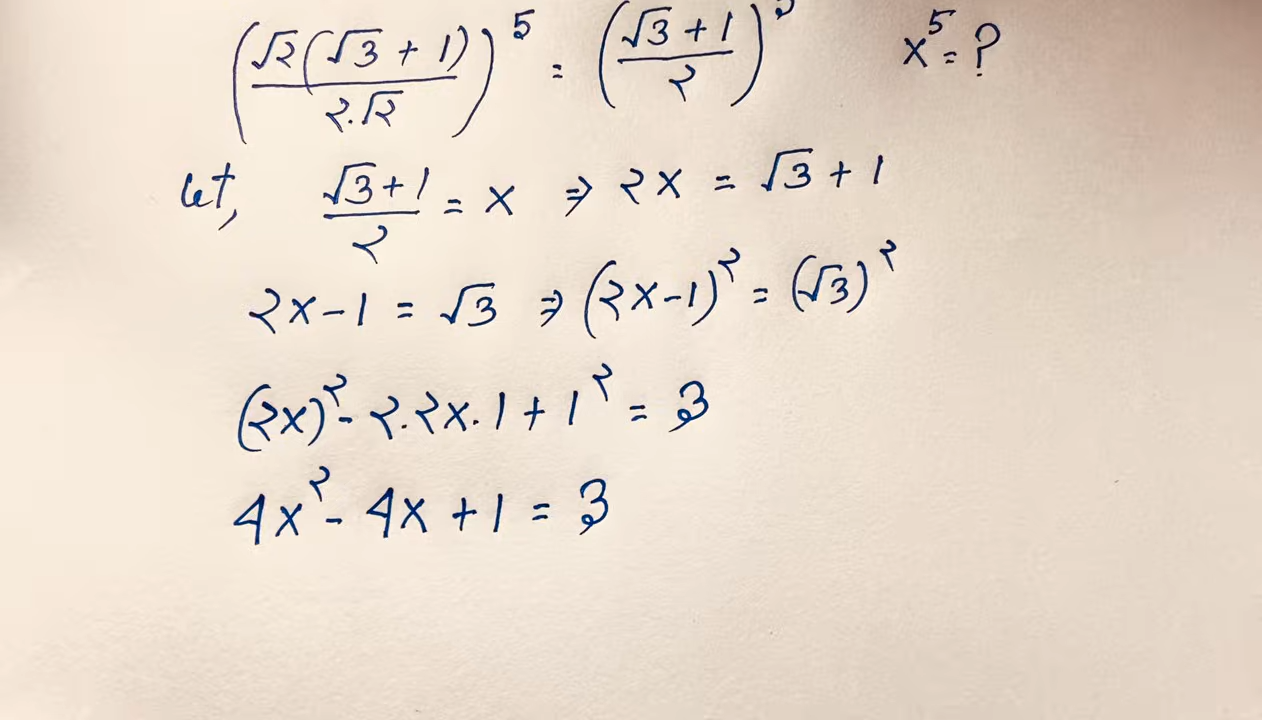 (√2(√3 + 1) / 2.√2)^5 = (√3 + 1 / 2)^5 x^5 = ?
let, √3+1 / 2 = x ⇒ 2x = √3 + 1
2x-1 = √3 ⇒ (2x-1)^2 = (√3)^2
(2x)^2 - 2.2x.1 + 1^2 = 3
4x^2 - 4x + 1 = 3